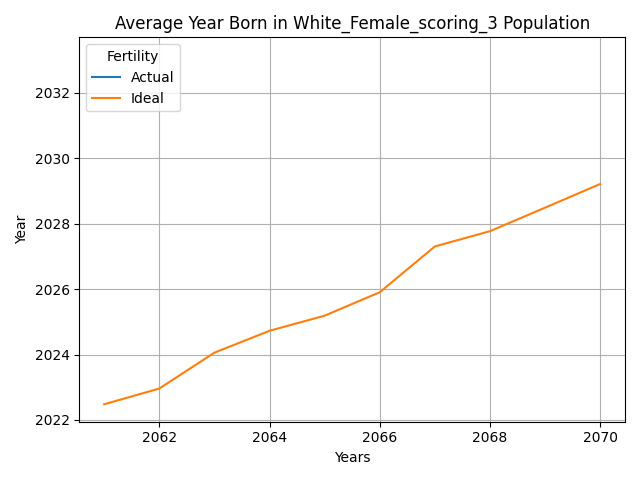 Average Year Born in White_Female_scoring_3 Population
Fertility
Actual
Ideal
2032
2030
2028
2026
2024
2022
Year
2062 2064 2066 2068 2070
Years